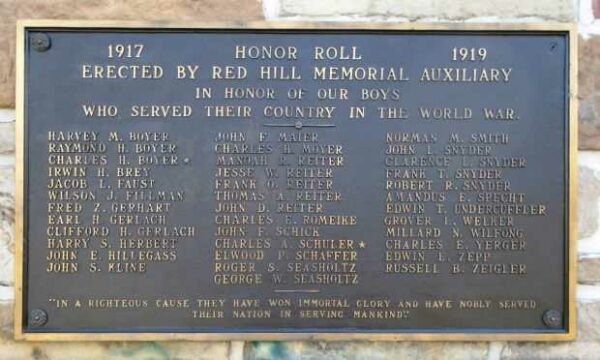 1917 HONOR ROLL 1919
ERECTED BY RED HILL MEMORIAL AUXILIARY
IN HONOR OF OUR BOYS
WHO SERVED THEIR COUNTRY IN THE WORLD WAR.
HARVEY M. BOYER
RAYMOND H. BOYER
CHARLES H. BOYER *
IRWIN H. BREY
JACOB L. FAUST
WILSON J. FILLMAN
FRED Z. GEPHART
EARL H. GERLACH
CLIFFORD H. GERLACH
HARRY S. HERBERT
JOHN E. HILLEGASS
JOHN S. KLINE
JOHN F. MAIER
CHARLES H. MOYER
MANDAH R. REITER
JESSE W. REITER
FRANK O. REITER
THOMAS A. REITER
JOHN J. REITER
CHARLES F. ROMEIKE
JOHN F. SCHICK
CHARLES A. SCHULER *
ELWOOD P. SCHAFFER
ROGER S. SEASHOLTZ
GEORGE W. SEASHOLTZ
NORMAN M. SMITH
JOHN L. SNYDER
CLARENCE L. SNYDER
FRANK T. SNYDER
ROBERT R. SNYDER
AMANDUS E. SPECHT
EDWIN T. UNDERCUFFLER
GROVER L. WELKER
MILLARD N. WILFONG
CHARLES E. YERGER
EDWIN E. ZEPP
RUSSELL B. ZEIGLER
"IN A RIGHTEOUS CAUSE THEY HAVE WON IMMORTAL GLORY AND HAVE NOBLY SERVED
THEIR NATION IN SERVING MANKIND."